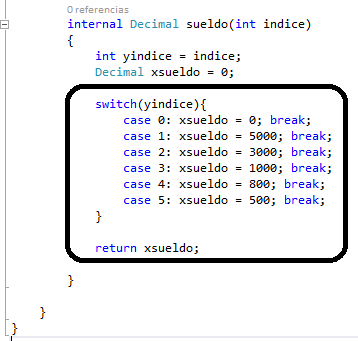 0 referencias
internal Decimal sueldo(int indice)
{
int yindice = indice;
Decimal xsueldo = 0;
switch(yindice){
case 0: xsueldo = 0; break;
case 1: xsueldo = 5000; break;
case 2: xsueldo = 3000; break;
case 3: xsueldo = 1000; break;
case 4: xsueldo = 800; break;
case 5: xsueldo = 500; break;
}
return xsueldo;
}
}
}